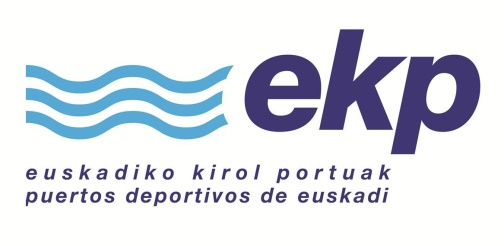 ekp
euskadiko kirol portuak
puertos deportivos de euskadi